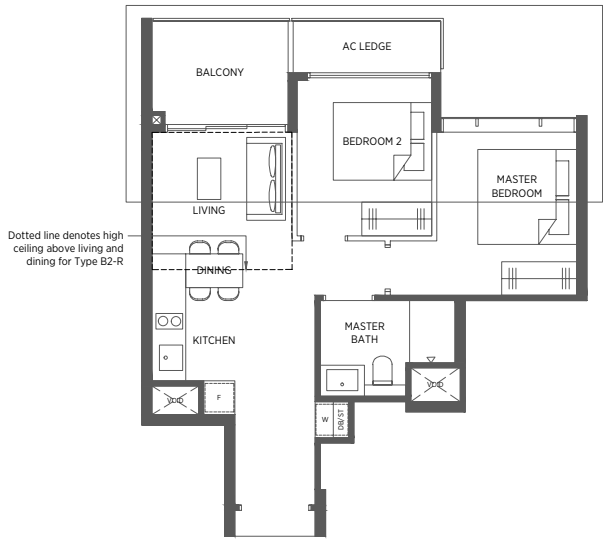 AC LEDGE
BALCONY
BEDROOM 2
MASTER
BEDROOM
LIVING
Dotted line denotes high
ceiling above living and
dining for Type B2-R
DINING
KITCHEN
MASTER
BATH
VOID
F
VOID
W
DB/ST